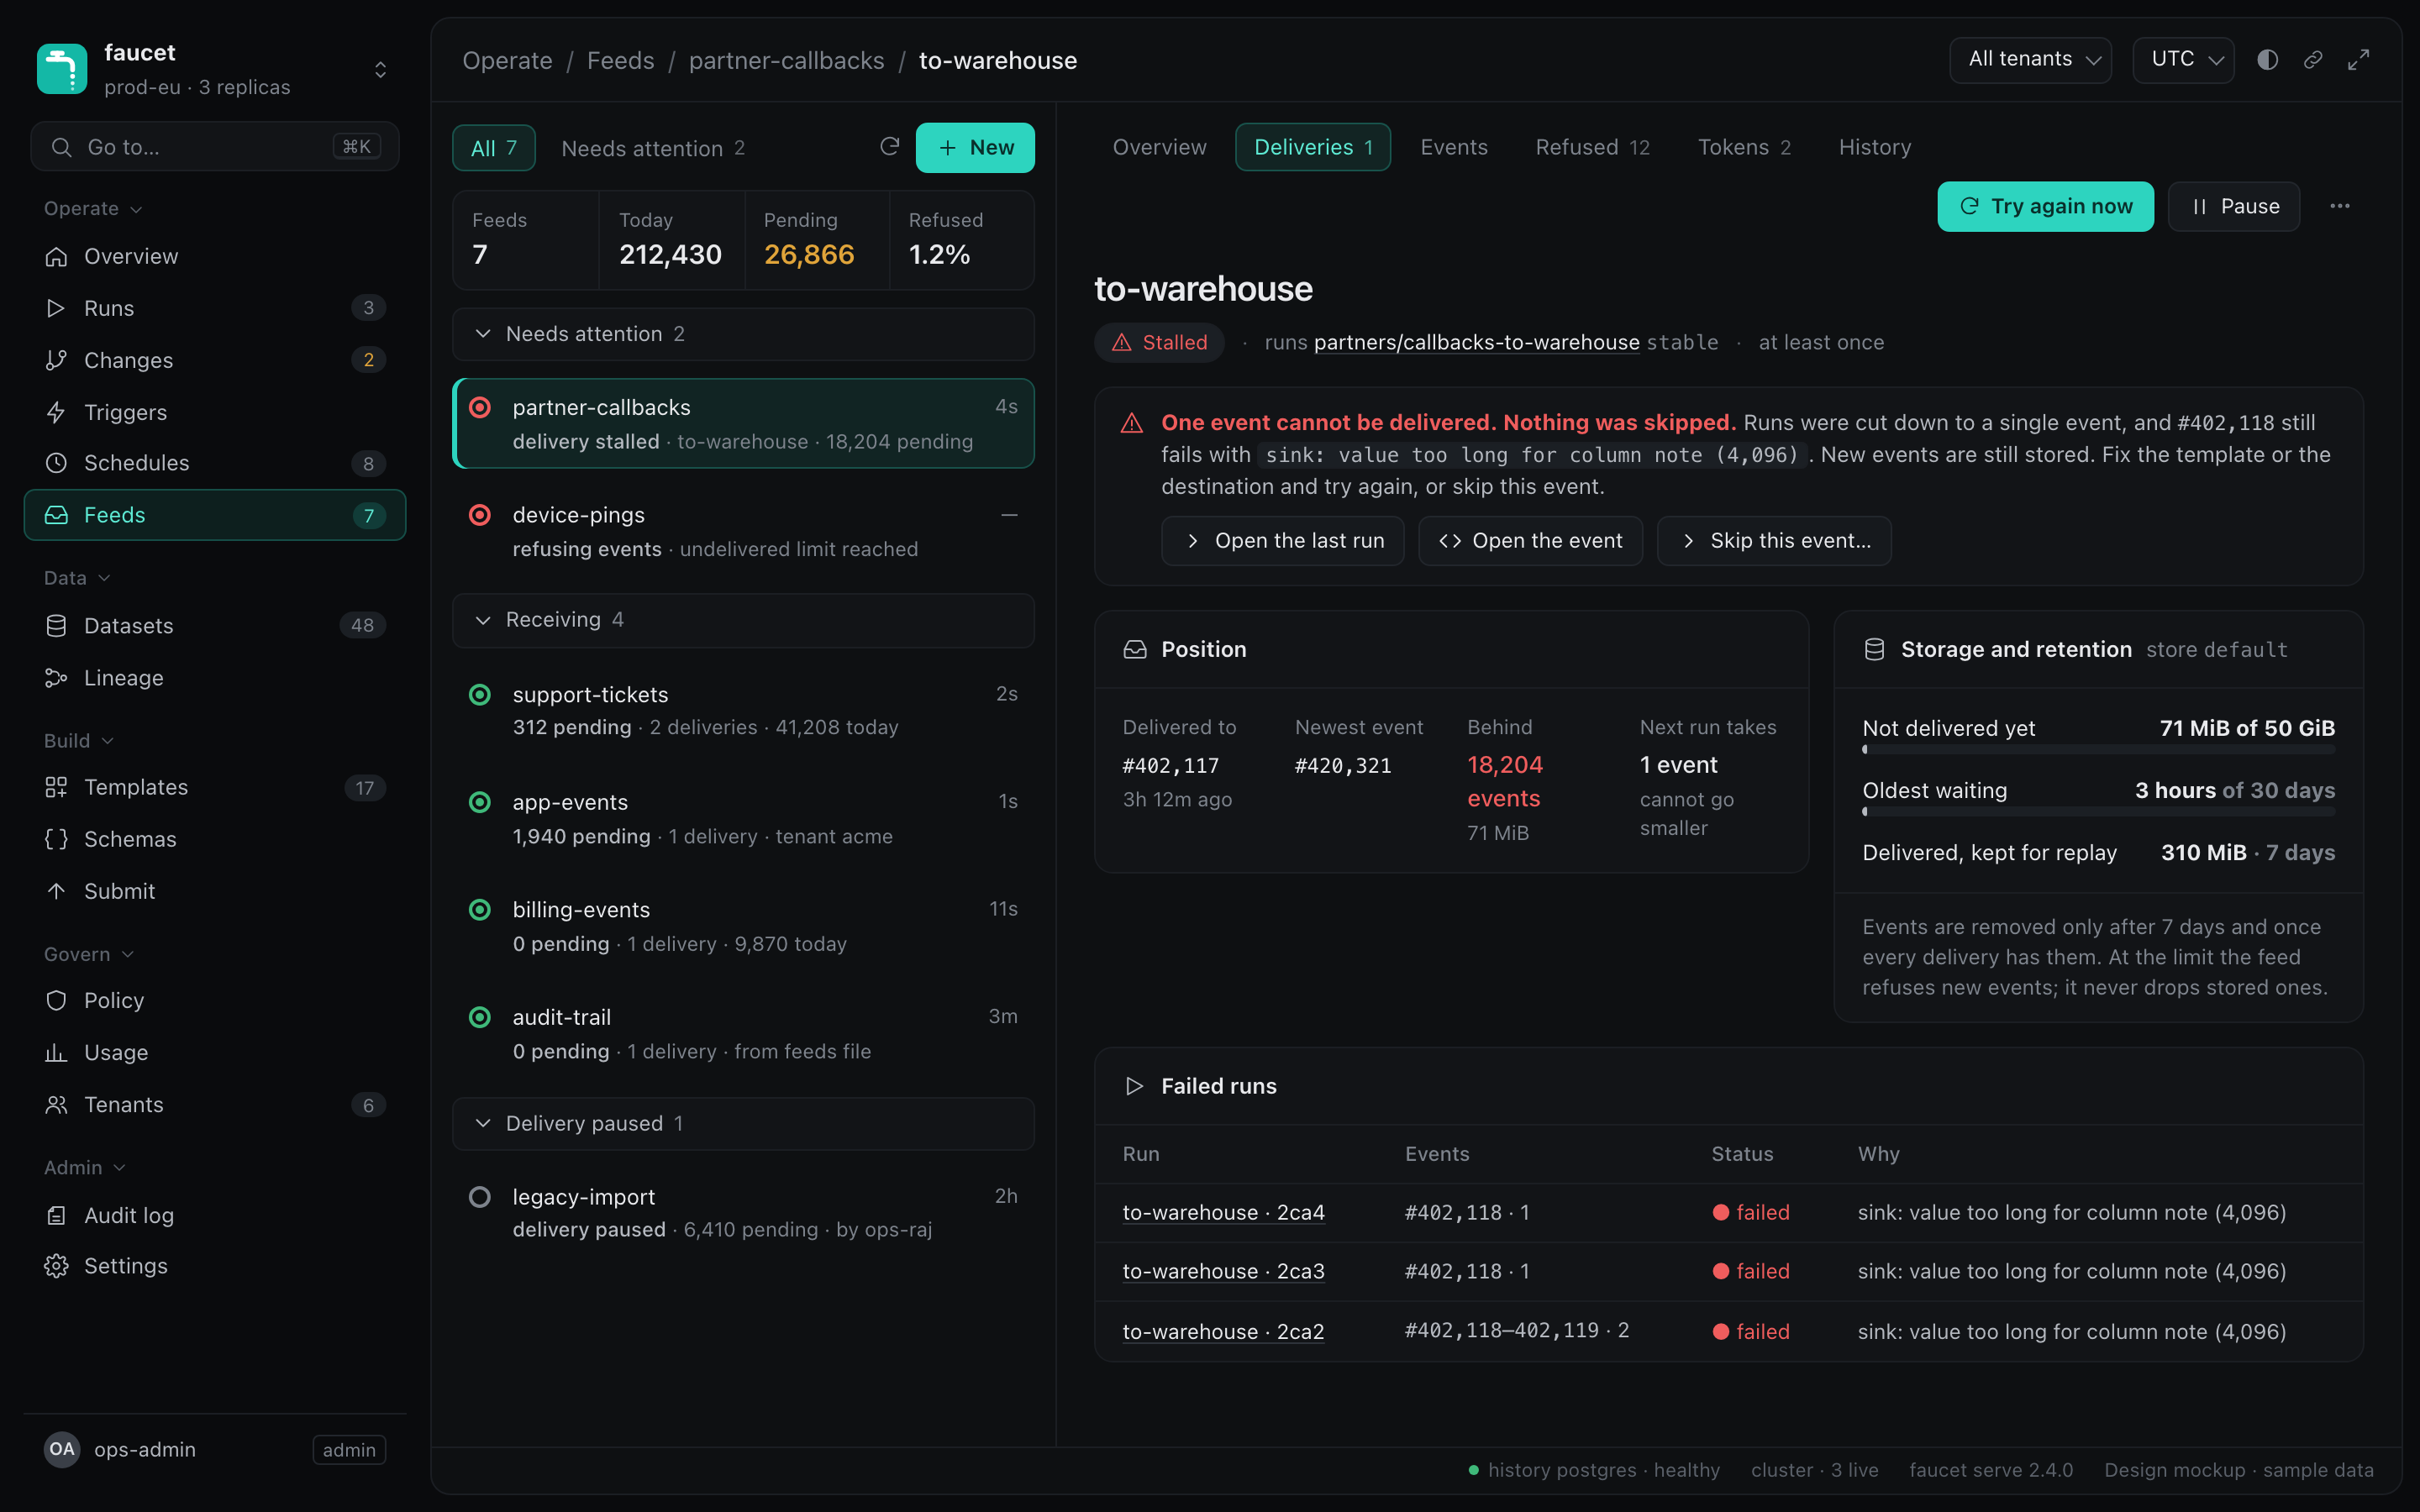 faucet
prod-eu · 3 replicas
Go to...
⌘K
Operate
Overview
Runs 3
Changes 2
Triggers
Schedules 8
Feeds 7
Data
Datasets 48
Lineage
Build
Templates 17
Schemas
Submit
Govern
Policy
Usage
Tenants 6
Admin
Audit log
Settings
OA ops-admin admin
Operate / Feeds / partner-callbacks / to-warehouse
All tenants
UTC
All 7
Needs attention 2
New
Feeds Today Pending Refused
7 212,430 26,866 1.2%
Needs attention 2
partner-callbacks 4s
delivery stalled · to-warehouse · 18,204 pending
device-pings —
refusing events · undelivered limit reached
Receiving 4
support-tickets 2s
312 pending · 2 deliveries · 41,208 today
app-events 1s
1,940 pending · 1 delivery · tenant acme
billing-events 11s
0 pending · 1 delivery · 9,870 today
audit-trail 3m
0 pending · 1 delivery · from feeds file
Delivery paused 1
legacy-import 2h
delivery paused · 6,410 pending · by ops-raj
Overview Deliveries 1 Events Refused 12 Tokens 2 History
Try again now
Pause
to-warehouse
Stalled · runs partners/callbacks-to-warehouse stable · at least once
One event cannot be delivered. Nothing was skipped. Runs were cut down to a single event, and #402,118 still
fails with sink: value too long for column note (4,096). New events are still stored. Fix the template or the
destination and try again, or skip this event.
Open the last run
Open the event
Skip this event...
Position
Delivered to Newest event Behind Next run takes
#402,117 #420,321 18,204 events 1 event
3h 12m ago 71 MiB cannot go smaller
Storage and retention store default
Not delivered yet 71 MiB of 50 GiB
Oldest waiting 3 hours of 30 days
Delivered, kept for replay 310 MiB · 7 days
Events are removed only after 7 days and once
every delivery has them. At the limit the feed
refuses new events; it never drops stored ones.
Failed runs
Run Events Status Why
to-warehouse · 2ca4 #402,118 · 1 failed sink: value too long for column note (4,096)
to-warehouse · 2ca3 #402,118 · 1 failed sink: value too long for column note (4,096)
to-warehouse · 2ca2 #402,118–402,119 · 2 failed sink: value too long for column note (4,096)
history postgres · healthy cluster · 3 live faucet serve 2.4.0 Design mockup · sample data